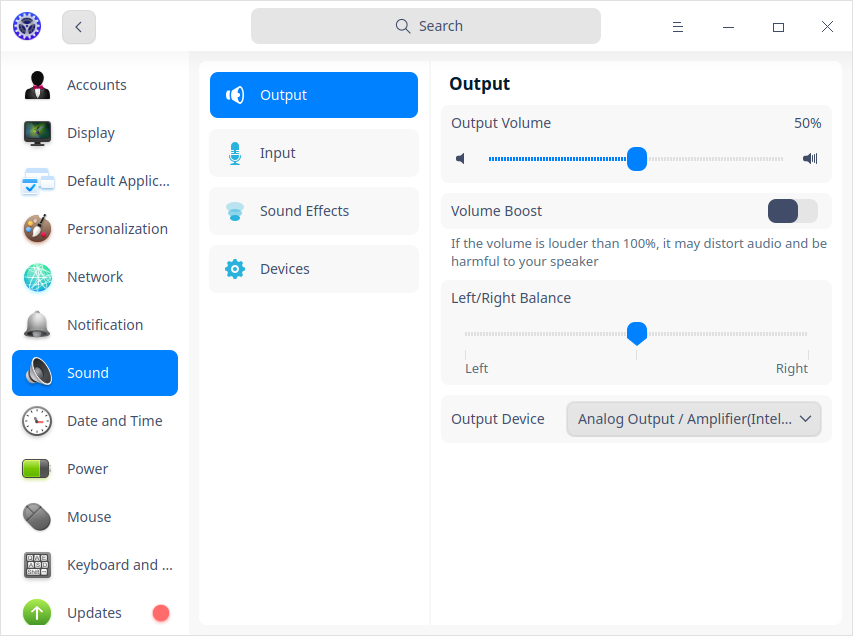 Search
Accounts
Display
Default Applic...
Personalization
Network
Notification
Sound
Date and Time
Power
Mouse
Keyboard and ...
Updates
Output
Input
Sound Effects
Devices
Output
Output Volume 50%
Volume Boost
If the volume is louder than 100%, it may distort audio and be
harmful to your speaker
Left/Right Balance
Left Right
Output Device Analog Output / Amplifier(Intel...